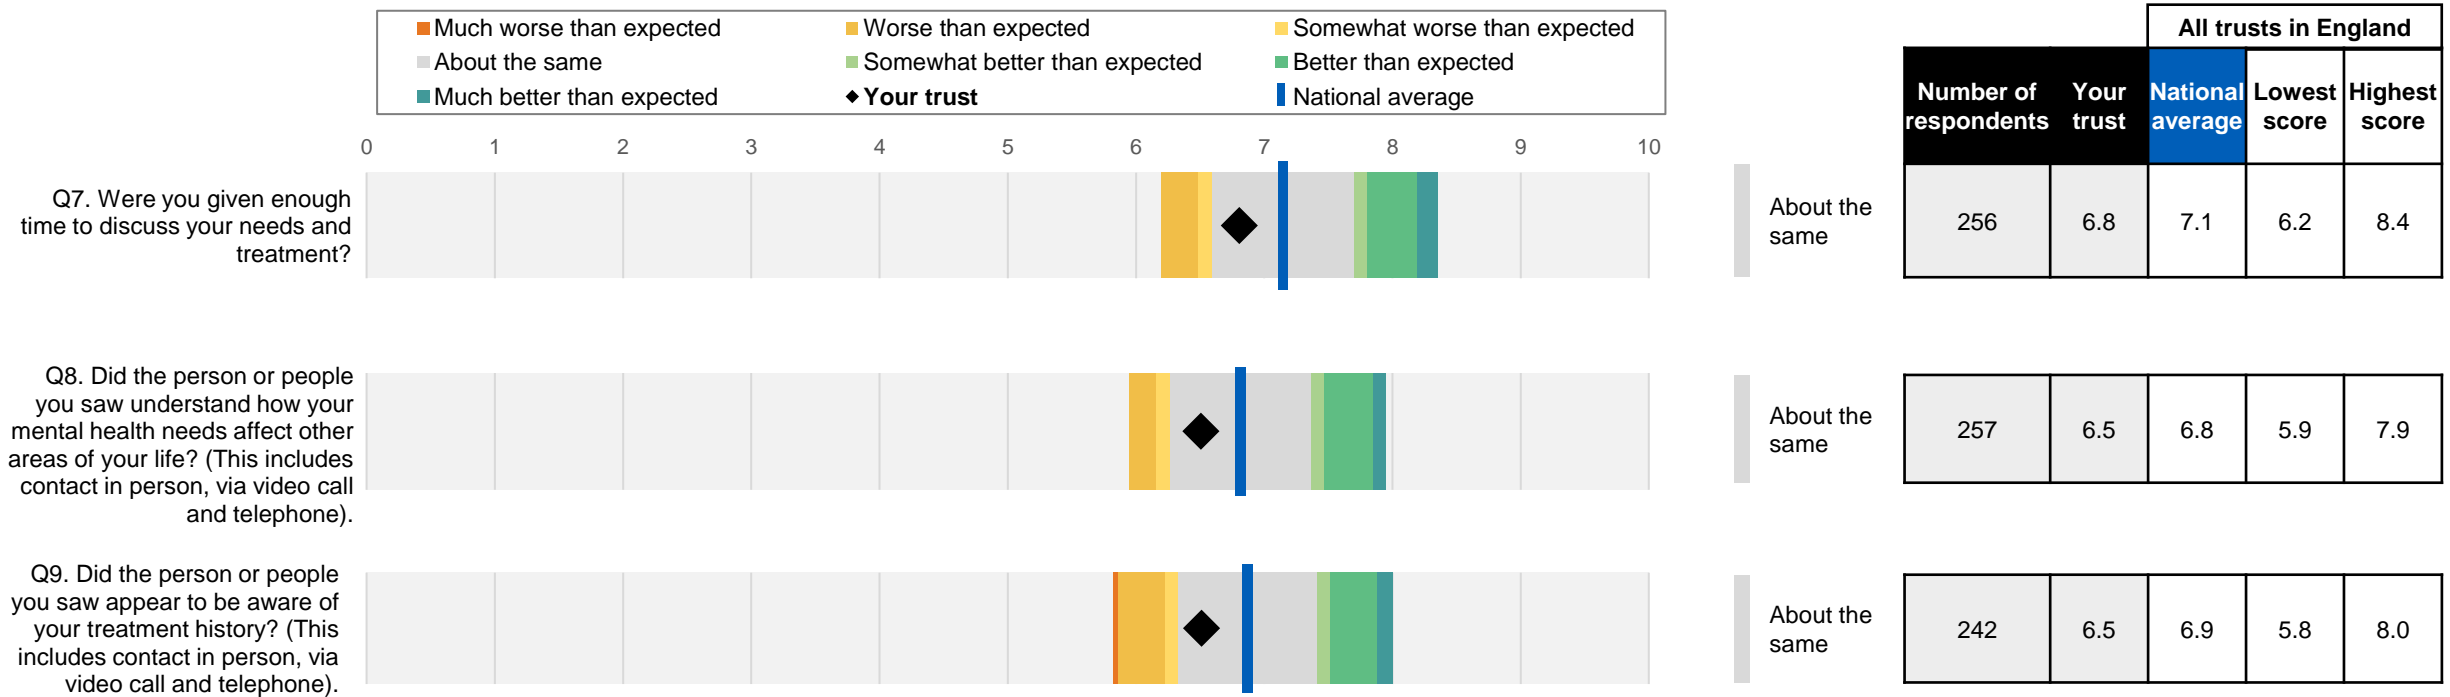 Much worse than expected
Worse than expected
Somewhat worse than expected
About the same
Somewhat better than expected
Better than expected
Much better than expected
Your trust
National average
All trusts in England
Number of respondents
Your trust
National average
Lowest score
Highest score
0 1 2 3 4 5 6 7 8 9 10
Q7. Were you given enough
time to discuss your needs and
treatment?
About the
same
256 6.8 7.1 6.2 8.4
Q8. Did the person or people
you saw understand how your
mental health needs affect other
areas of your life? (This includes
contact in person, via video call
and telephone).
About the
same
257 6.5 6.8 5.9 7.9
Q9. Did the person or people
you saw appear to be aware of
your treatment history? (This
includes contact in person, via
video call and telephone).
About the
same
242 6.5 6.9 5.8 8.0